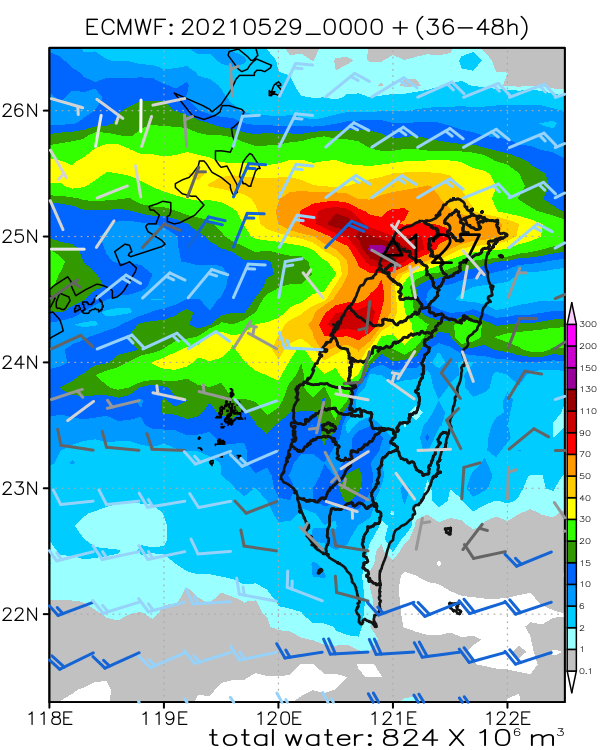 ECMWF: 20210529_0000 + (36−48h)
26N
25N
24N
23N
22N
300
200
150
130
110
90
70
50
40
30
20
15
10
6
2
1
0.1
118E 119E 120E 121E 122E
total water: 824 X 10⁶ m³